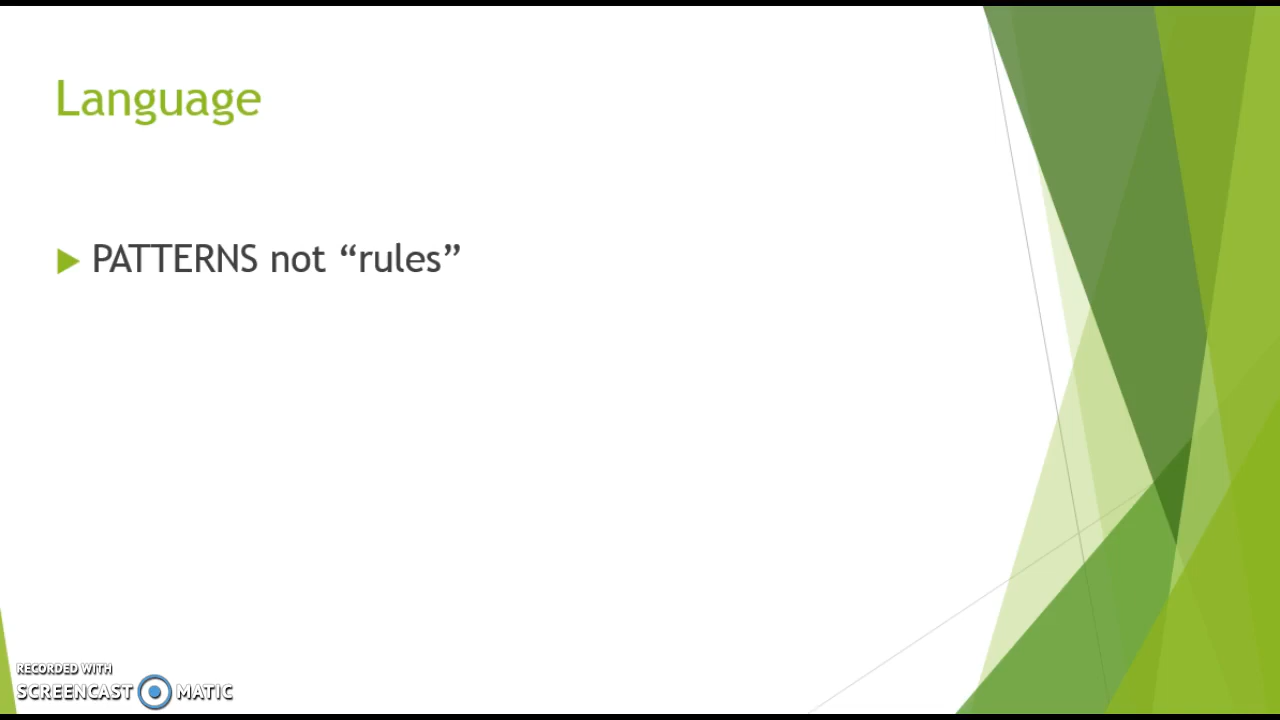 Language
PATTERNS not “rules”
RECORDED WITH
SCREENCAST MATIC